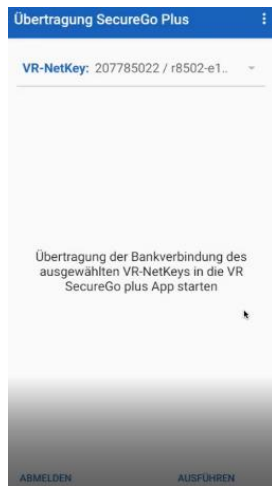 Übertragung SecureGo Plus
VR-NetKey: 207785022 / r8502-e1..
Übertragung der Bankverbindung des
ausgewählten VR-NetKeys in die VR
SecureGo plus App starten
ABMELDEN AUSFÜHREN